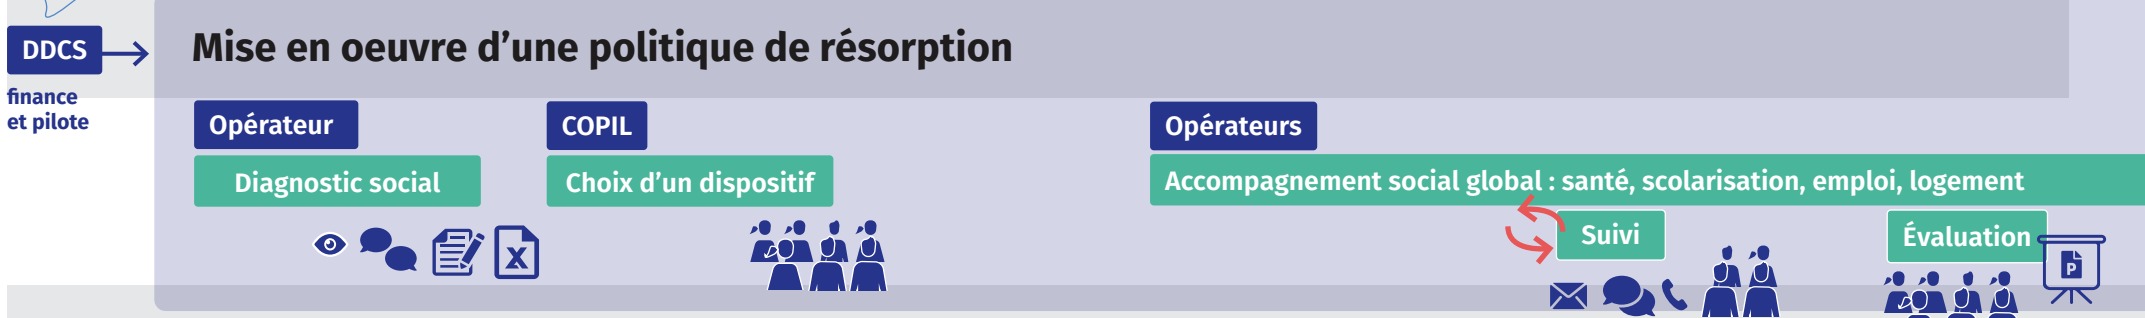 DDCS
finance
et pilote
Mise en oeuvre d’une politique de résorption
Opérateur
Diagnostic social
X
COPIL
Choix d’un dispositif
Opérateurs
Accompagnement social global : santé, scolarisation, emploi, logement
Suivi
Évaluation
P